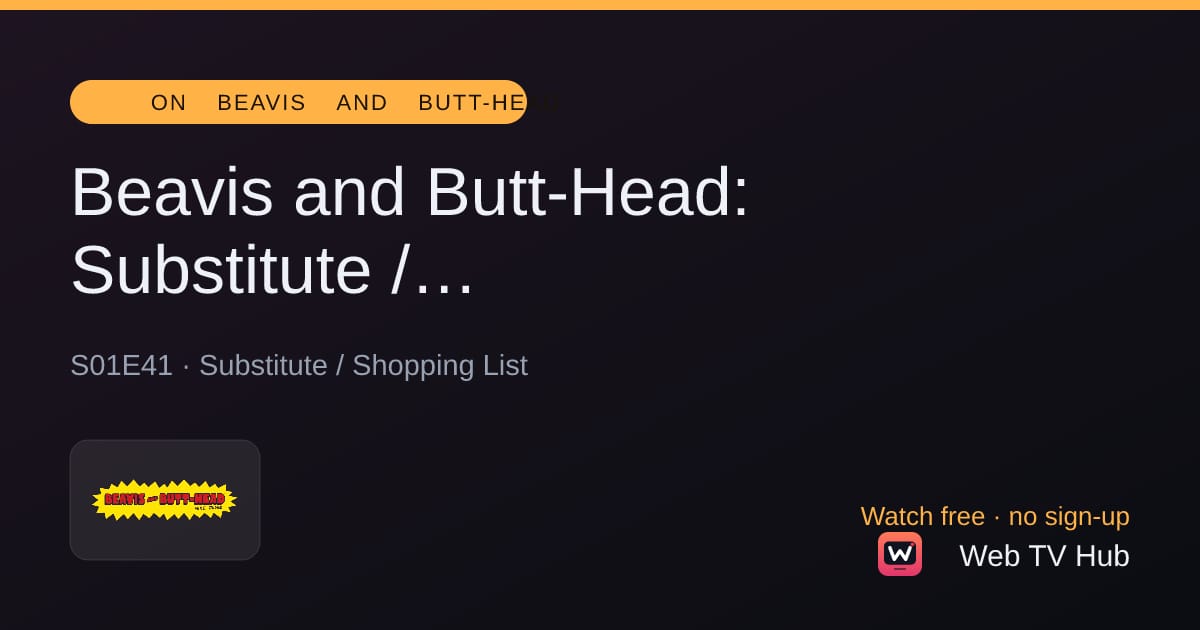 ON BEAVIS AND BUTT-HEAD
Beavis and Butt-Head:
Substitute /…
S01E41 · Substitute / Shopping List
BEAVIS AND BUTT-HEAD
Watch free · no sign-up
W
Web TV Hub